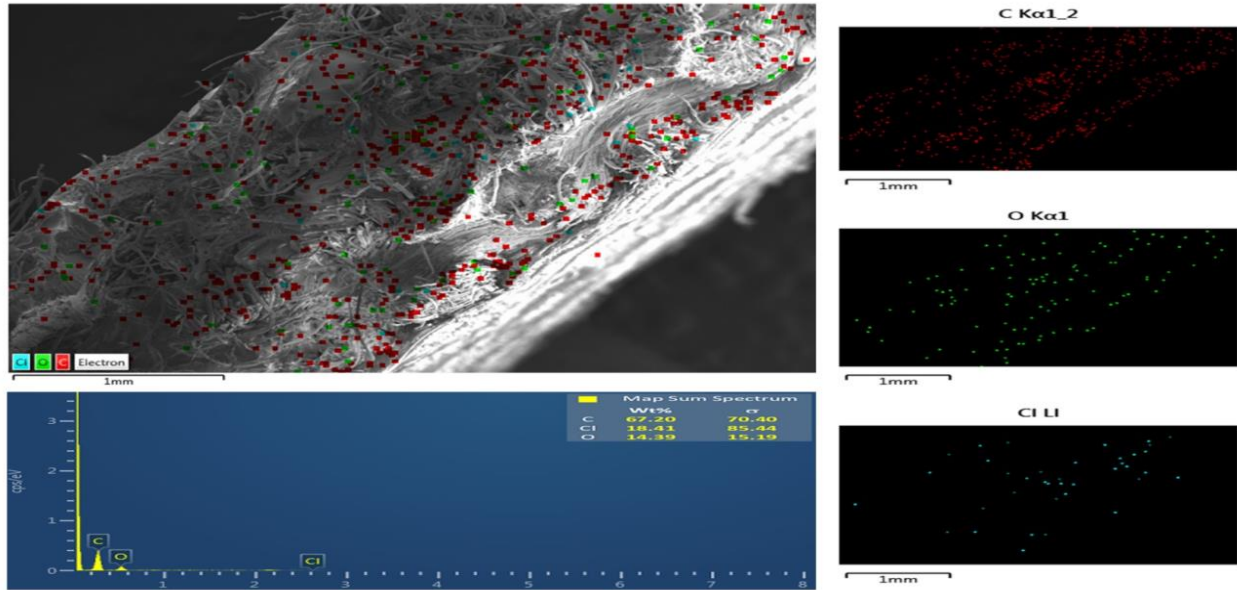 Cl O C Electron
1mm
Map Sum Spectrum
Wt% σ
C 67.20 70.40
Cl 18.41 85.44
O 14.39 15.19
cps/eV
3
2
1
0
C
O
Cl
1 2 3 4 5 6 7 8
C Kα1_2
1mm
O Kα1
1mm
Cl Ll
1mm